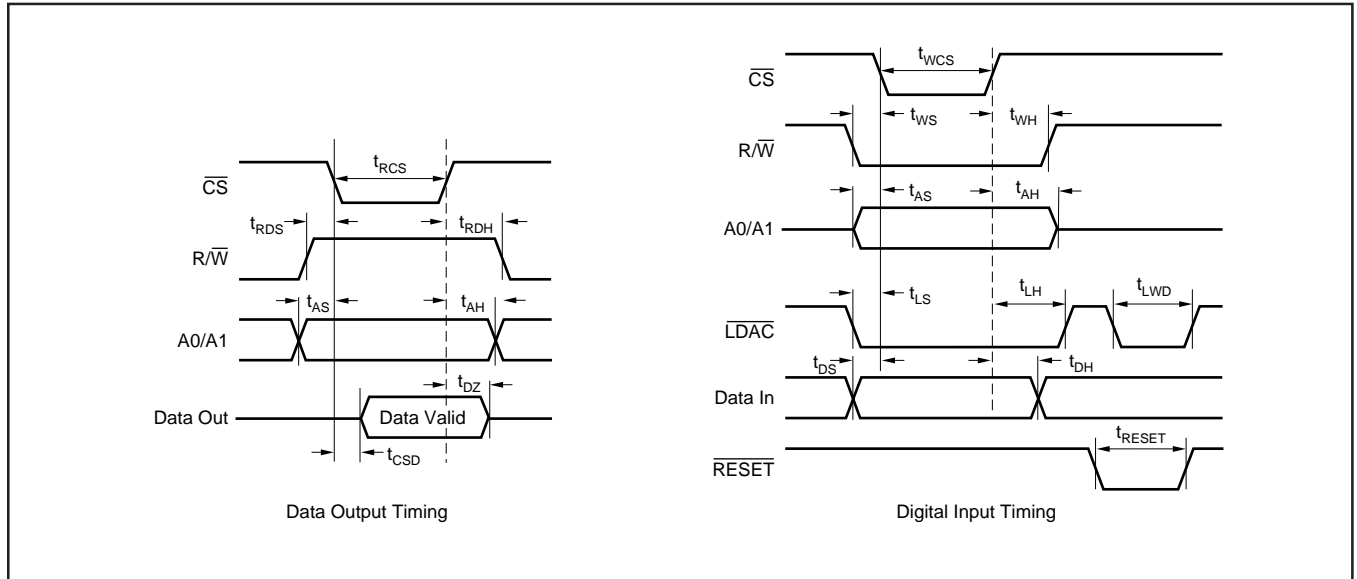 CS
tRCS
tRDS
tRDH
R/W
tAS
tAH
A0/A1
tDZ
Data Out
Data Valid
tCSD
Data Output Timing
CS
tWCS
tWS
tWH
R/W
tAS
tAH
A0/A1
tLS
tLH
tLWD
LDAC
tDS
tDH
Data In
tRESET
RESET
Digital Input Timing